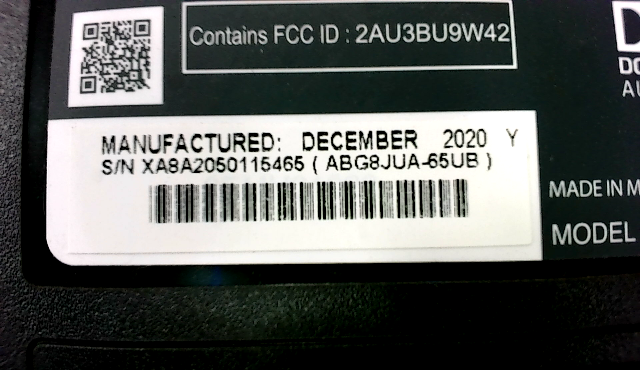 Contains FCC ID : 2AU3BU9W42
MANUFACTURED: DECEMBER 2020 Y
S/N XA8A2050115465 ( ABG8JUA-65UB )
MADE IN M
MODEL